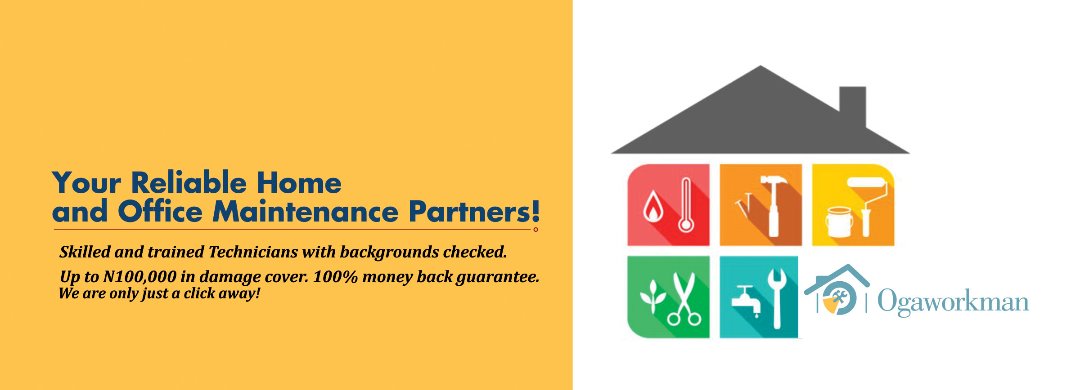 Your Reliable Home
and Office Maintenance Partners!
Skilled and trained Technicians with backgrounds checked.
Up to N100,000 in damage cover. 100% money back guarantee.
We are only just a click away!
Ogaworkman